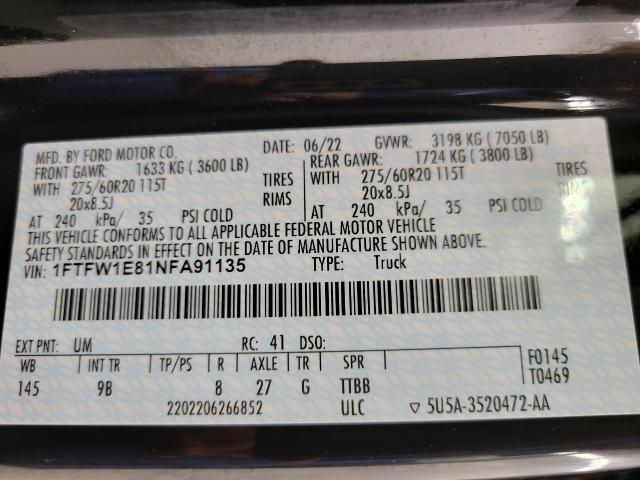 MFD. BY FORD MOTOR CO. DATE: 06/22 GVWR: 3198 KG (7050 LB)
FRONT GAWR: 1633 KG (3600 LB) REAR GAWR: 1724 KG (3800 LB)
WITH 275/60R20 115T TIRES WITH 275/60R20 115T TIRES
20x8.5J RIMS 20x8.5J RIMS
AT 240 kPa/ 35 PSI COLD AT 240 kPa/ 35 PSI COLD
THIS VEHICLE CONFORMS TO ALL APPLICABLE FEDERAL MOTOR VEHICLE
SAFETY STANDARDS IN EFFECT ON THE DATE OF MANUFACTURE SHOWN ABOVE.
VIN: 1FTFW1E81NFA91135 TYPE: Truck
EXT PNT: UM RC: 41 DSO:
WB INT TR TP/PS R AXLE TR SPR F0145
145 9B 8 27 G TTBB T0469
2202206266852 ULC ▽ 5U5A-3520472-AA